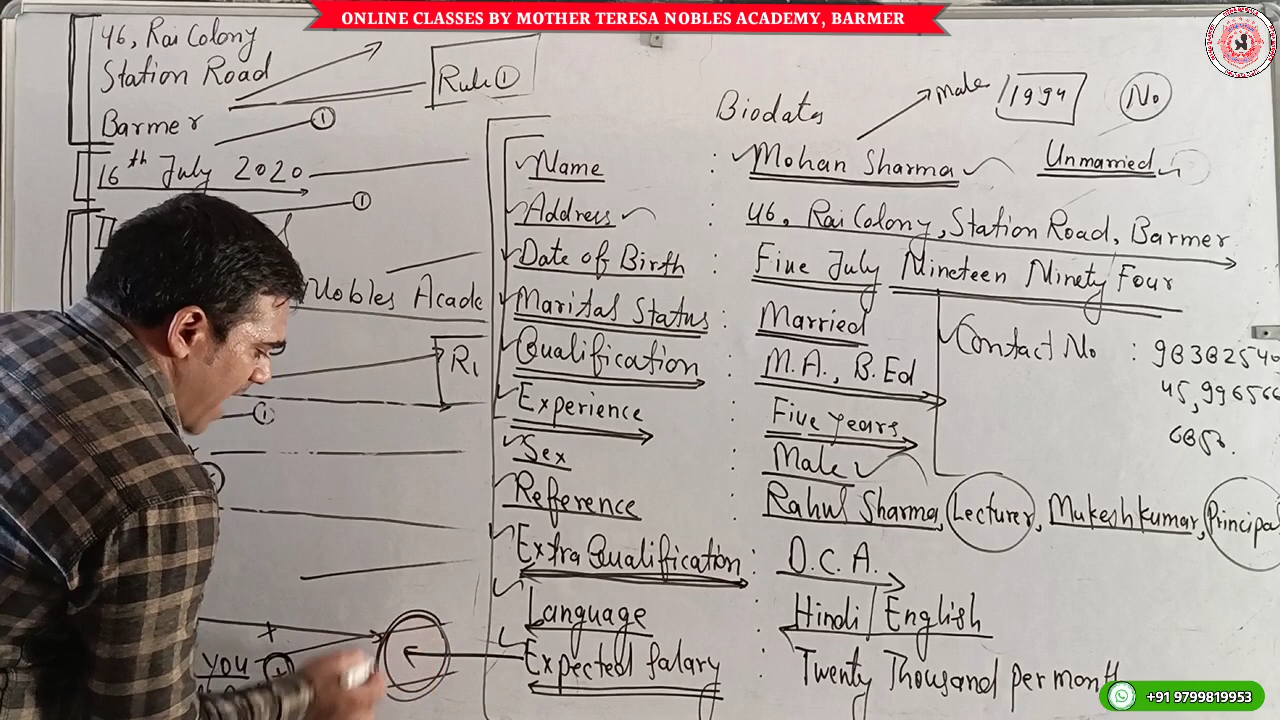 ONLINE CLASSES BY MOTHER TERESA NOBLES ACADEMY, BARMER
46, Rai Colony
Station Road
Barmer
16th July 2020
Rule 1
Nobles Acade
R1
you
Biodata
Male
1994
No
Name : Mohan Sharma
Unmarried
Address : 46, Rai Colony, Station Road, Barmer
Date of Birth : Five July Nineteen Ninety Four
Marital Status : Married
Contact No :
Qualification : M.A., B.Ed
Experience : Five years
Sex : Male
Reference : Rahul Sharma, Lecturer, Mukesh kumar, Principal
Extra Qualification : D.C.A.
Language : Hindi/English
Expected Salary : Twenty Thousand per month
+91 9799819953